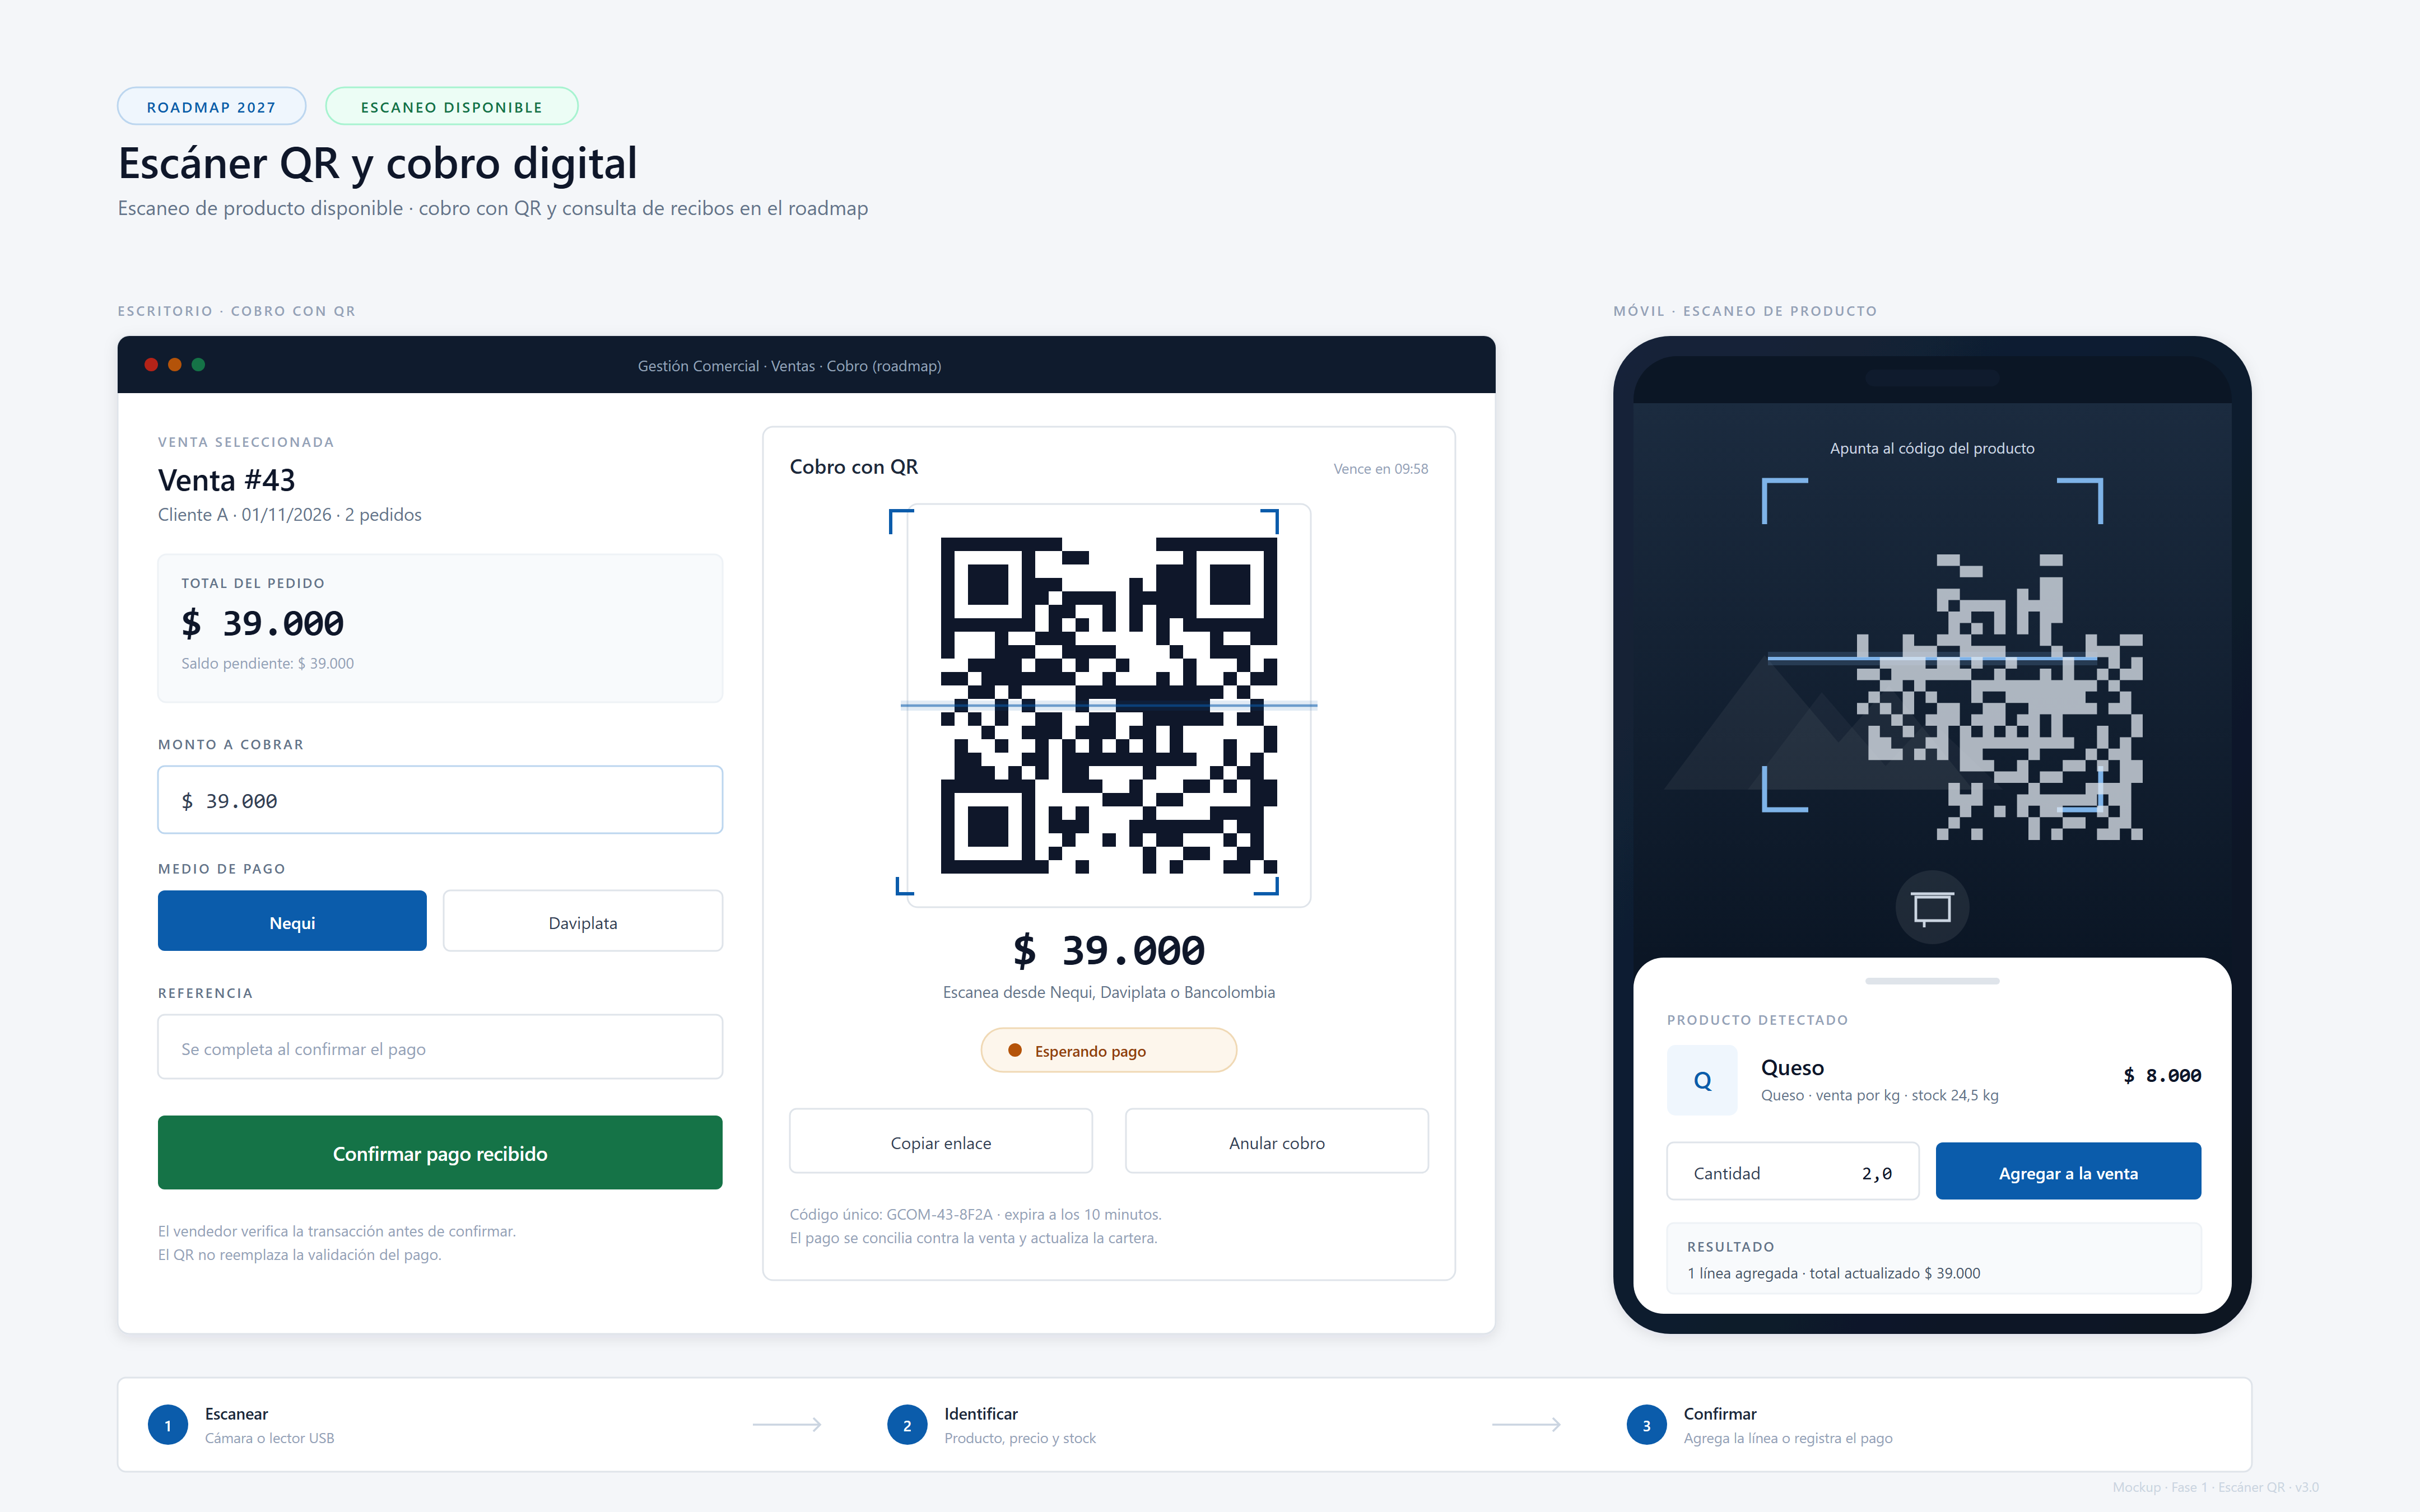 ROADMAP 2027
ESCANEO DISPONIBLE
Escáner QR y cobro digital
Escaneo de producto disponible · cobro con QR y consulta de recibos en el roadmap
ESCRITORIO · COBRO CON QR
Gestión Comercial · Ventas · Cobro (roadmap)
VENTA SELECCIONADA
Venta #43
Cliente A · 01/11/2026 · 2 pedidos
TOTAL DEL PEDIDO
$ 39.000
Saldo pendiente: $ 39.000
MONTO A COBRAR
$ 39.000
MEDIO DE PAGO
Nequi
Daviplata
REFERENCIA
Se completa al confirmar el pago
Confirmar pago recibido
El vendedor verifica la transacción antes de confirmar.
El QR no reemplaza la validación del pago.
Cobro con QR
Vence en 09:58
$ 39.000
Escanea desde Nequi, Daviplata o Bancolombia
Esperando pago
Copiar enlace
Anular cobro
Código único: GCOM-43-8F2A · expira a los 10 minutos.
El pago se concilia contra la venta y actualiza la cartera.
MÓVIL · ESCANEO DE PRODUCTO
Apunta al código del producto
PRODUCTO DETECTADO
Q
Queso
Queso · venta por kg · stock 24,5 kg
$ 8.000
Cantidad
2,0
Agregar a la venta
RESULTADO
1 línea agregada · total actualizado $ 39.000
1
Escanear
Cámara o lector USB
2
Identificar
Producto, precio y stock
3
Confirmar
Agrega la línea o registra el pago
Mockup · Fase 1 · Escáner QR · v3.0